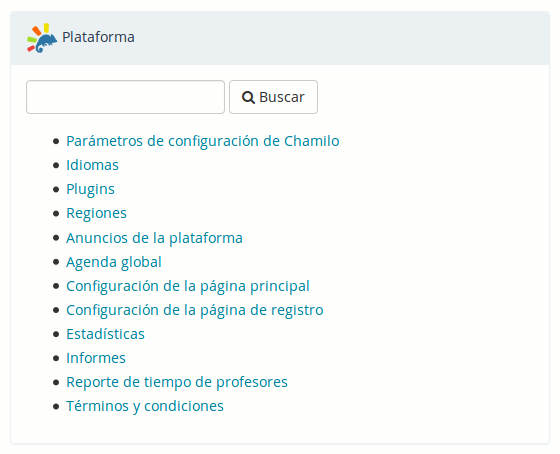 Plataforma
Buscar
Parámetros de configuración de Chamilo
Idiomas
Plugins
Regiones
Anuncios de la plataforma
Agenda global
Configuración de la página principal
Configuración de la página de registro
Estadísticas
Informes
Reporte de tiempo de profesores
Términos y condiciones